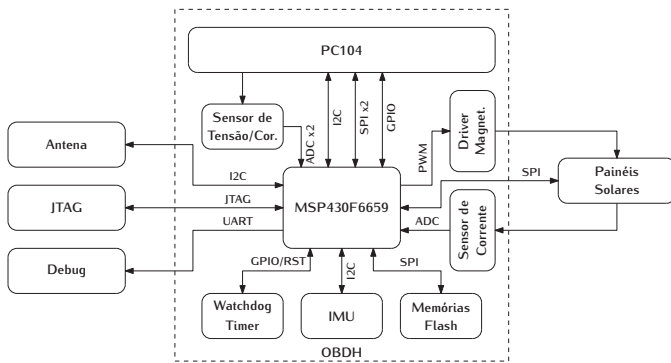 PC104
Sensor de
Tensão/Cor.
ADC x2
I2C
SPI x2
GPIO
Driver
Magnet.
PWM
Antena
I2C
JTAG
JTAG
UART
Debug
MSP430F6659
SPI
Painéis
Solares
ADC
Sensor de
Corrente
GPIO/RST
I2C
SPI
Watchdog
Timer
IMU
Memórias
Flash
OBDH